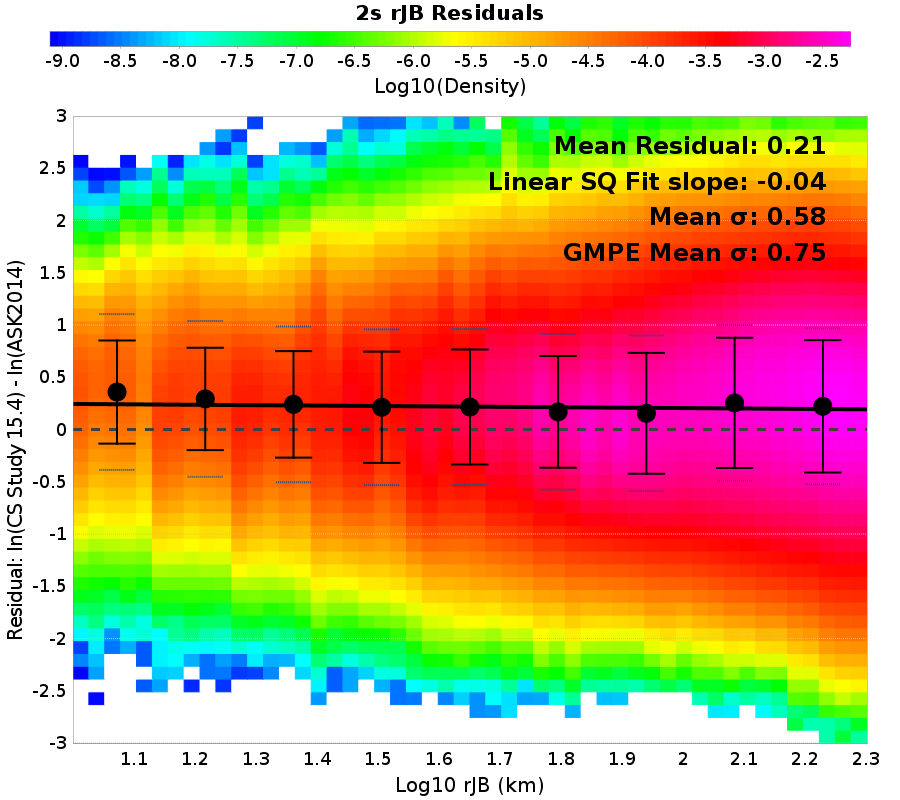 2s rJB Residuals
-9.0 -8.5 -8.0 -7.5 -7.0 -6.5 -6.0 -5.5 -5.0 -4.5 -4.0 -3.5 -3.0 -2.5
Log10(Density)
Mean Residual: 0.21
Linear SQ Fit slope: -0.04
Mean σ: 0.58
GMPE Mean σ: 0.75
Residual: ln(CS Study 15.4) - ln(ASK2014)
3
2.5
2
1.5
1
0.5
0
-0.5
-1
-1.5
-2
-2.5
-3
1.1 1.2 1.3 1.4 1.5 1.6 1.7 1.8 1.9 2 2.1 2.2 2.3
Log10 rJB (km)